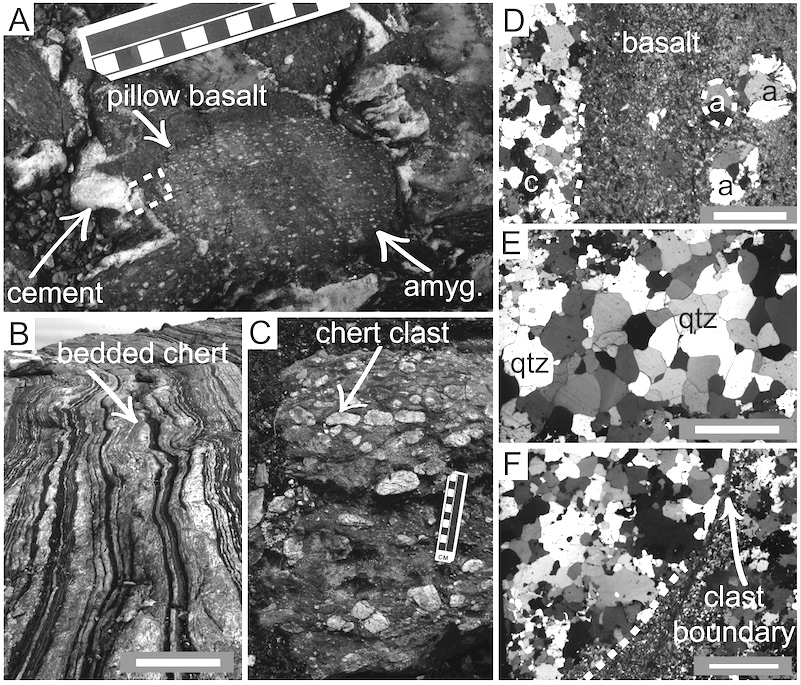 A
pillow basalt
cement
amyg.
B
bedded chert
C
chert clast
CM
D
basalt
a
a
a
c
E
qtz
qtz
F
clast
boundary